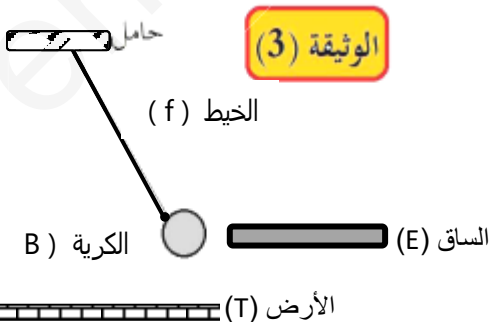 حامل
الوثيقة (3)
الخيط ( f )
الكرية ( B
الساق (E)
الأرض (T)